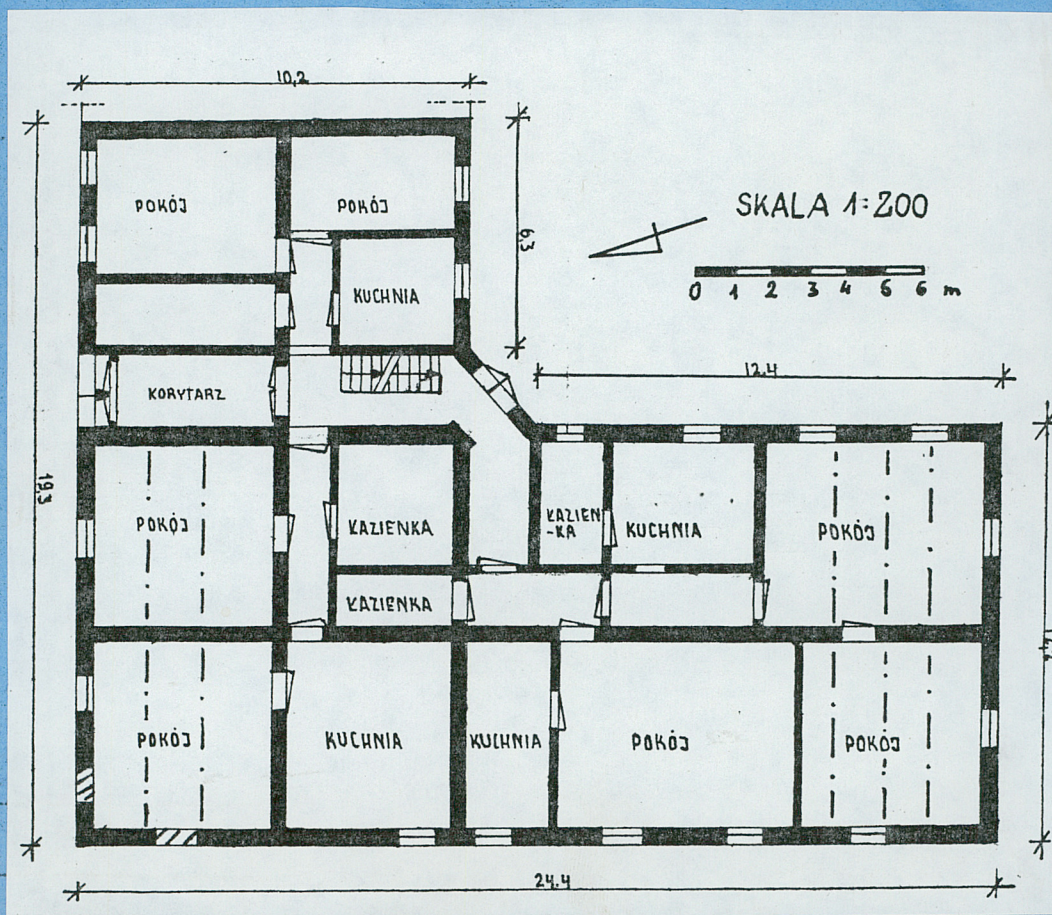 10,2
POKÓJ
POKÓJ
SKALA 1:200
6.3
KUCHNIA
0 1 2 3 4 5 6 m
KORYTARZ
12.4
19,3
POKÓJ
ŁAZIENKA
ŁAZIEN
-KA
KUCHNIA
POKÓJ
ŁAZIENKA
POKÓJ
KUCHNIA
KUCHNIA
POKÓJ
POKÓJ
24.4